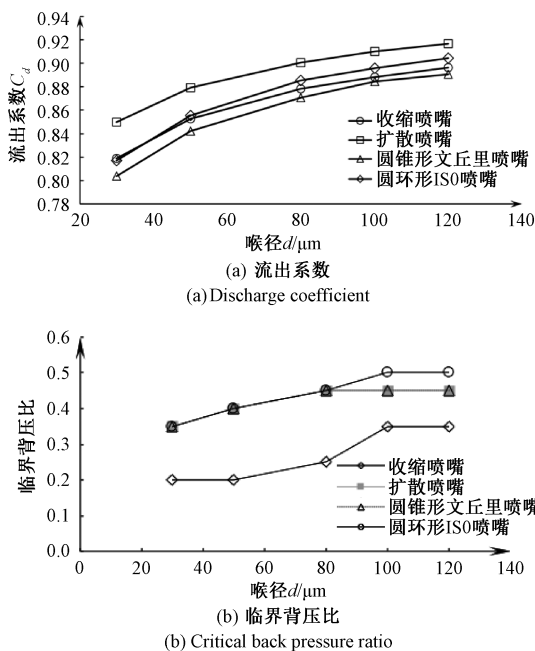 0.94
0.92
0.90
0.88
0.86
0.84
0.82
0.80
0.78
流出系数Cd
收缩喷嘴
扩散喷嘴
圆锥形文丘里喷嘴
圆环形IS0喷嘴
20 40 60 80 100 120 140
喉径d/μm
(a) 流出系数
(a)Discharge coefficient
0.6
0.5
0.4
0.3
0.2
0.1
0.0
临界背压比
收缩喷嘴
扩散喷嘴
圆锥形文丘里喷嘴
圆环形IS0喷嘴
0 20 40 60 80 100 120 140
喉径d/μm
(b) 临界背压比
(b) Critical back pressure ratio